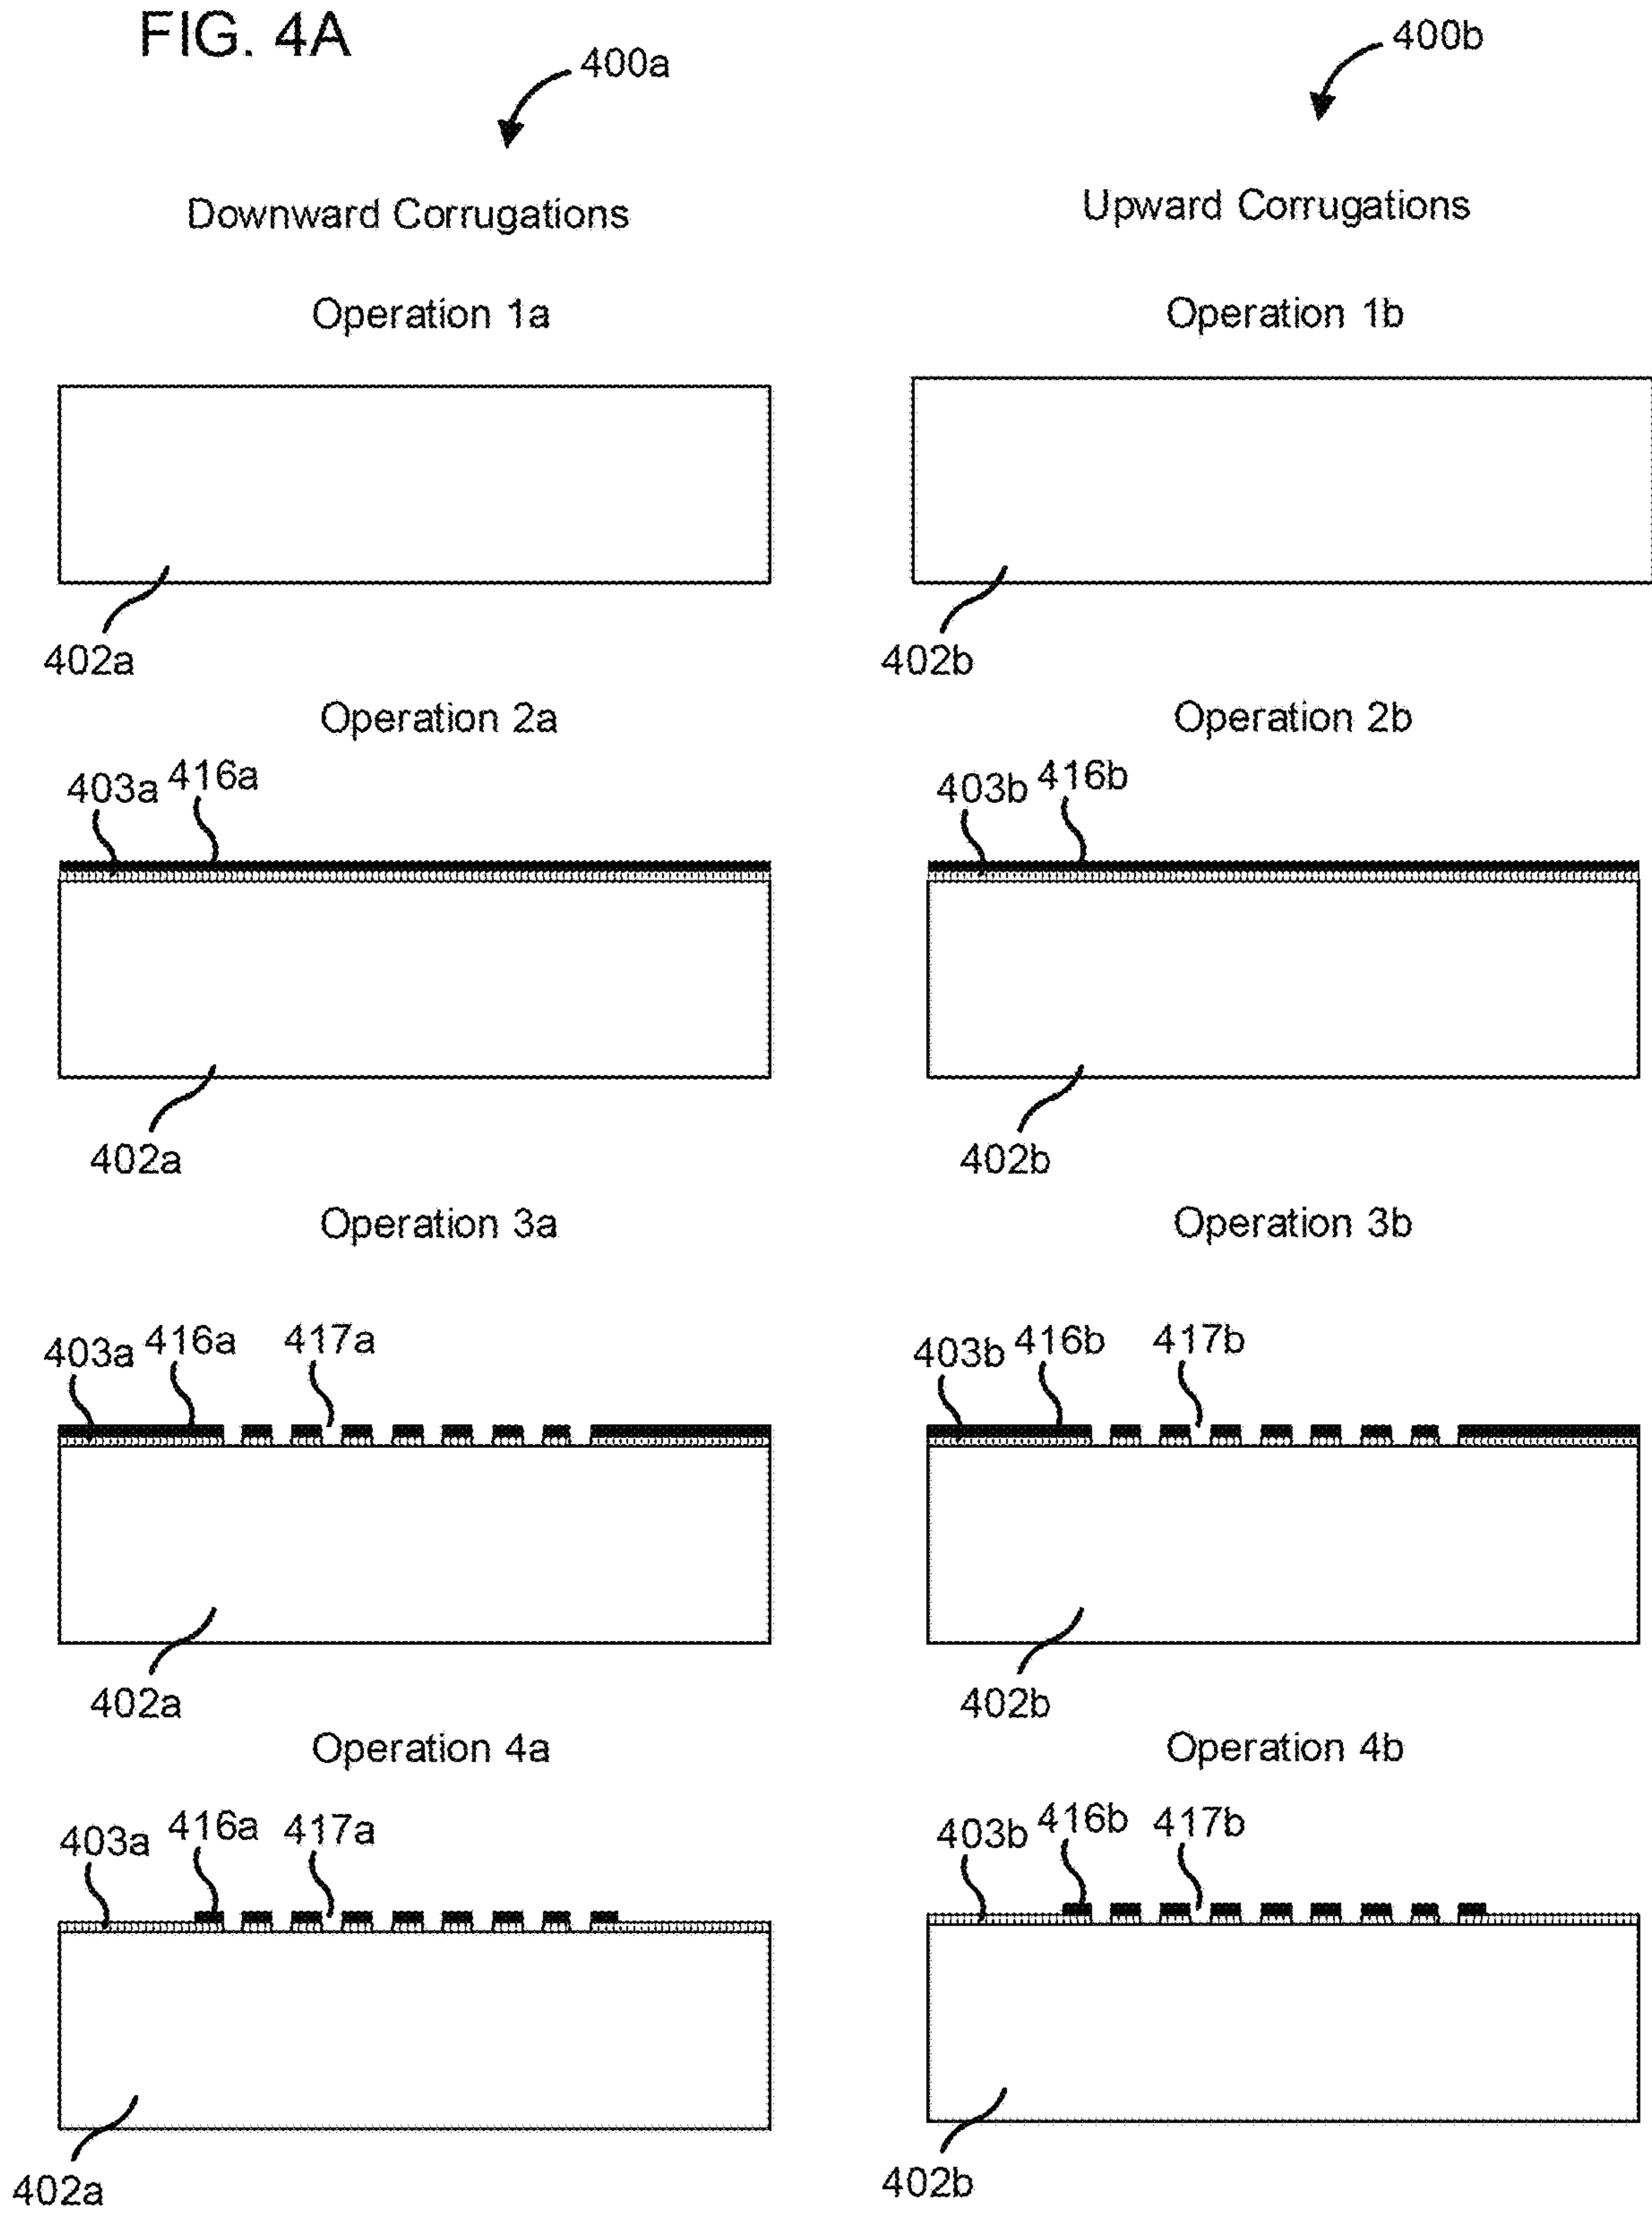 FIG. 4A
400a
400b
Downward Corrugations
Upward Corrugations
Operation 1a
Operation 1b
402a
402b
Operation 2a
Operation 2b
403a 416a
403b 416b
402a
402b
Operation 3a
Operation 3b
403a 416a 417a
403b 416b 417b
402a
402b
Operation 4a
Operation 4b
403a 416a 417a
403b 416b 417b
402a
402b